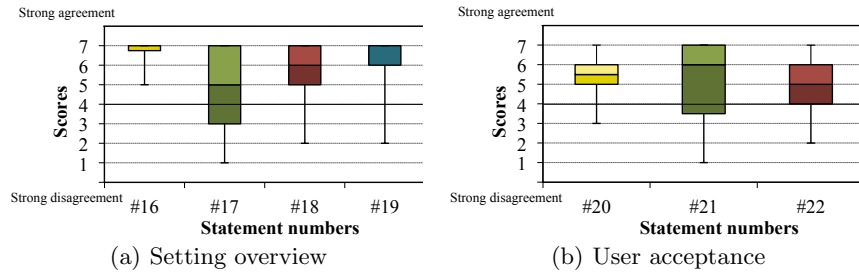 Strong agreement
7
6
5
4
3
2
1
Scores
Strong disagreement
#16 #17 #18 #19
Statement numbers
(a) Setting overview
Strong agreement
7
6
5
4
3
2
1
Scores
Strong disagreement
#20 #21 #22
Statement numbers
(b) User acceptance